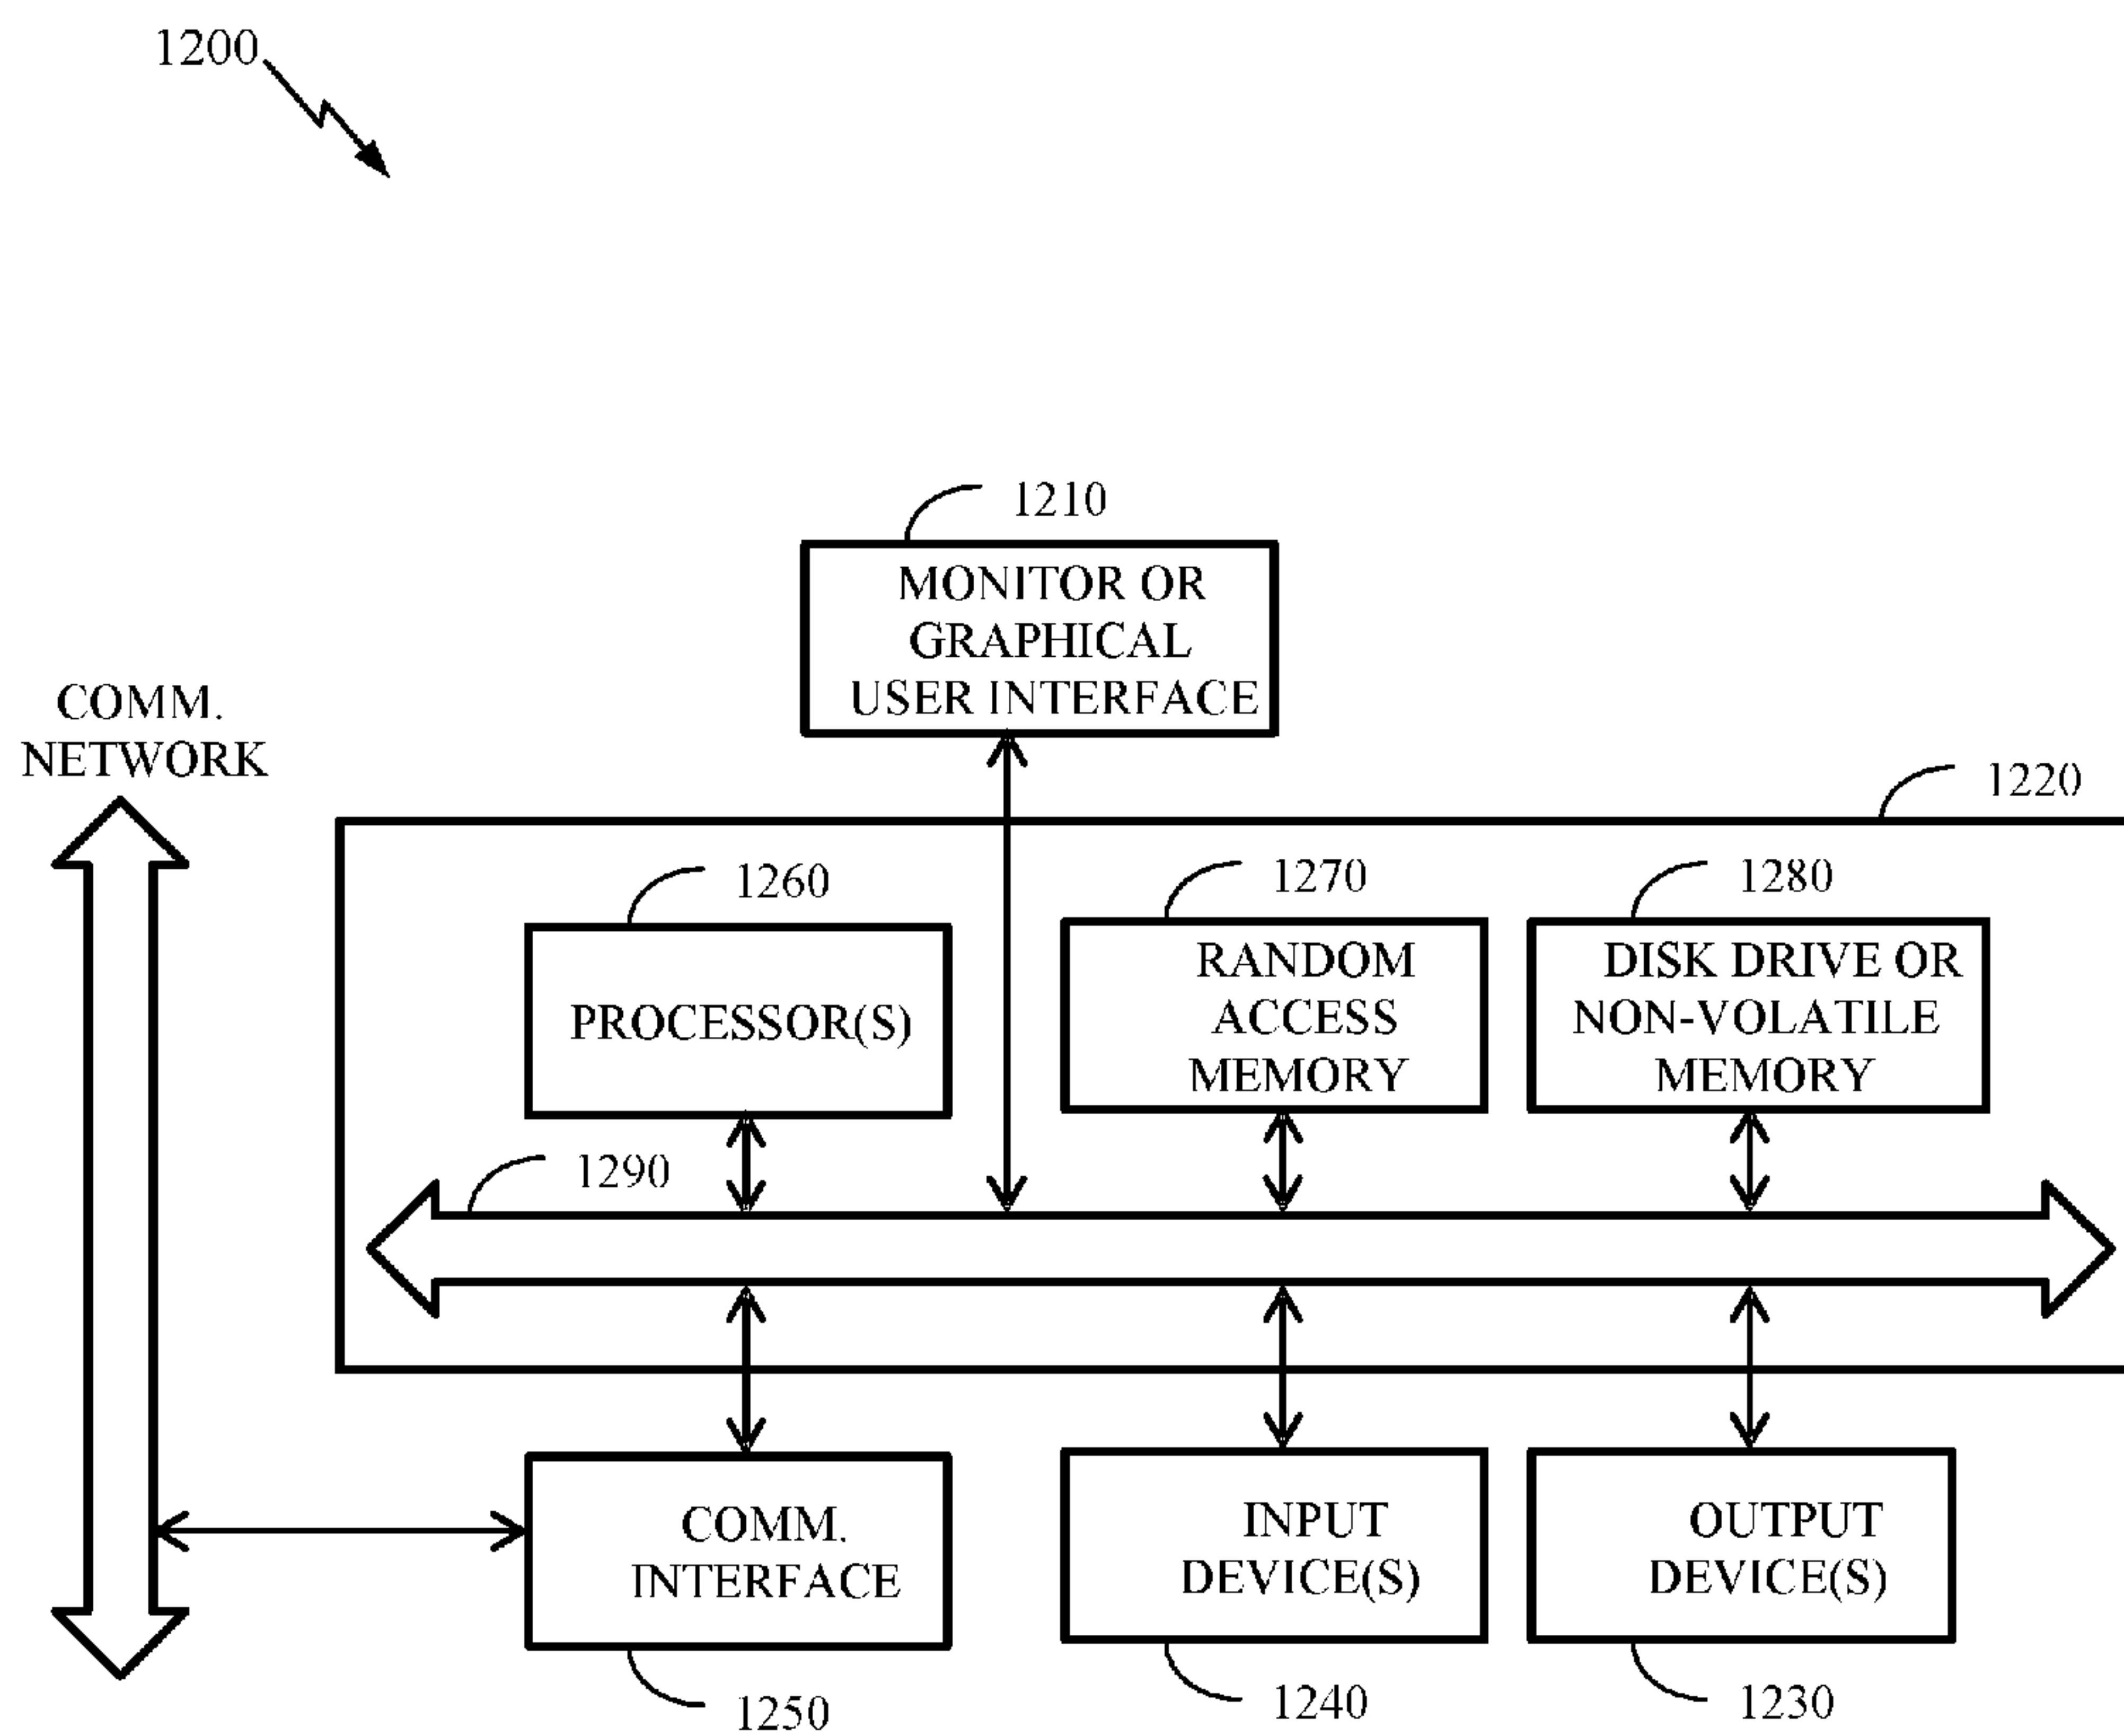 1200
1210
MONITOR OR
GRAPHICAL
USER INTERFACE
COMM.
NETWORK
1220
1260
PROCESSOR(S)
1270
RANDOM
ACCESS
MEMORY
1280
DISK DRIVE OR
NON-VOLATILE
MEMORY
1290
COMM.
INTERFACE
1250
INPUT
DEVICE(S)
1240
OUTPUT
DEVICE(S)
1230